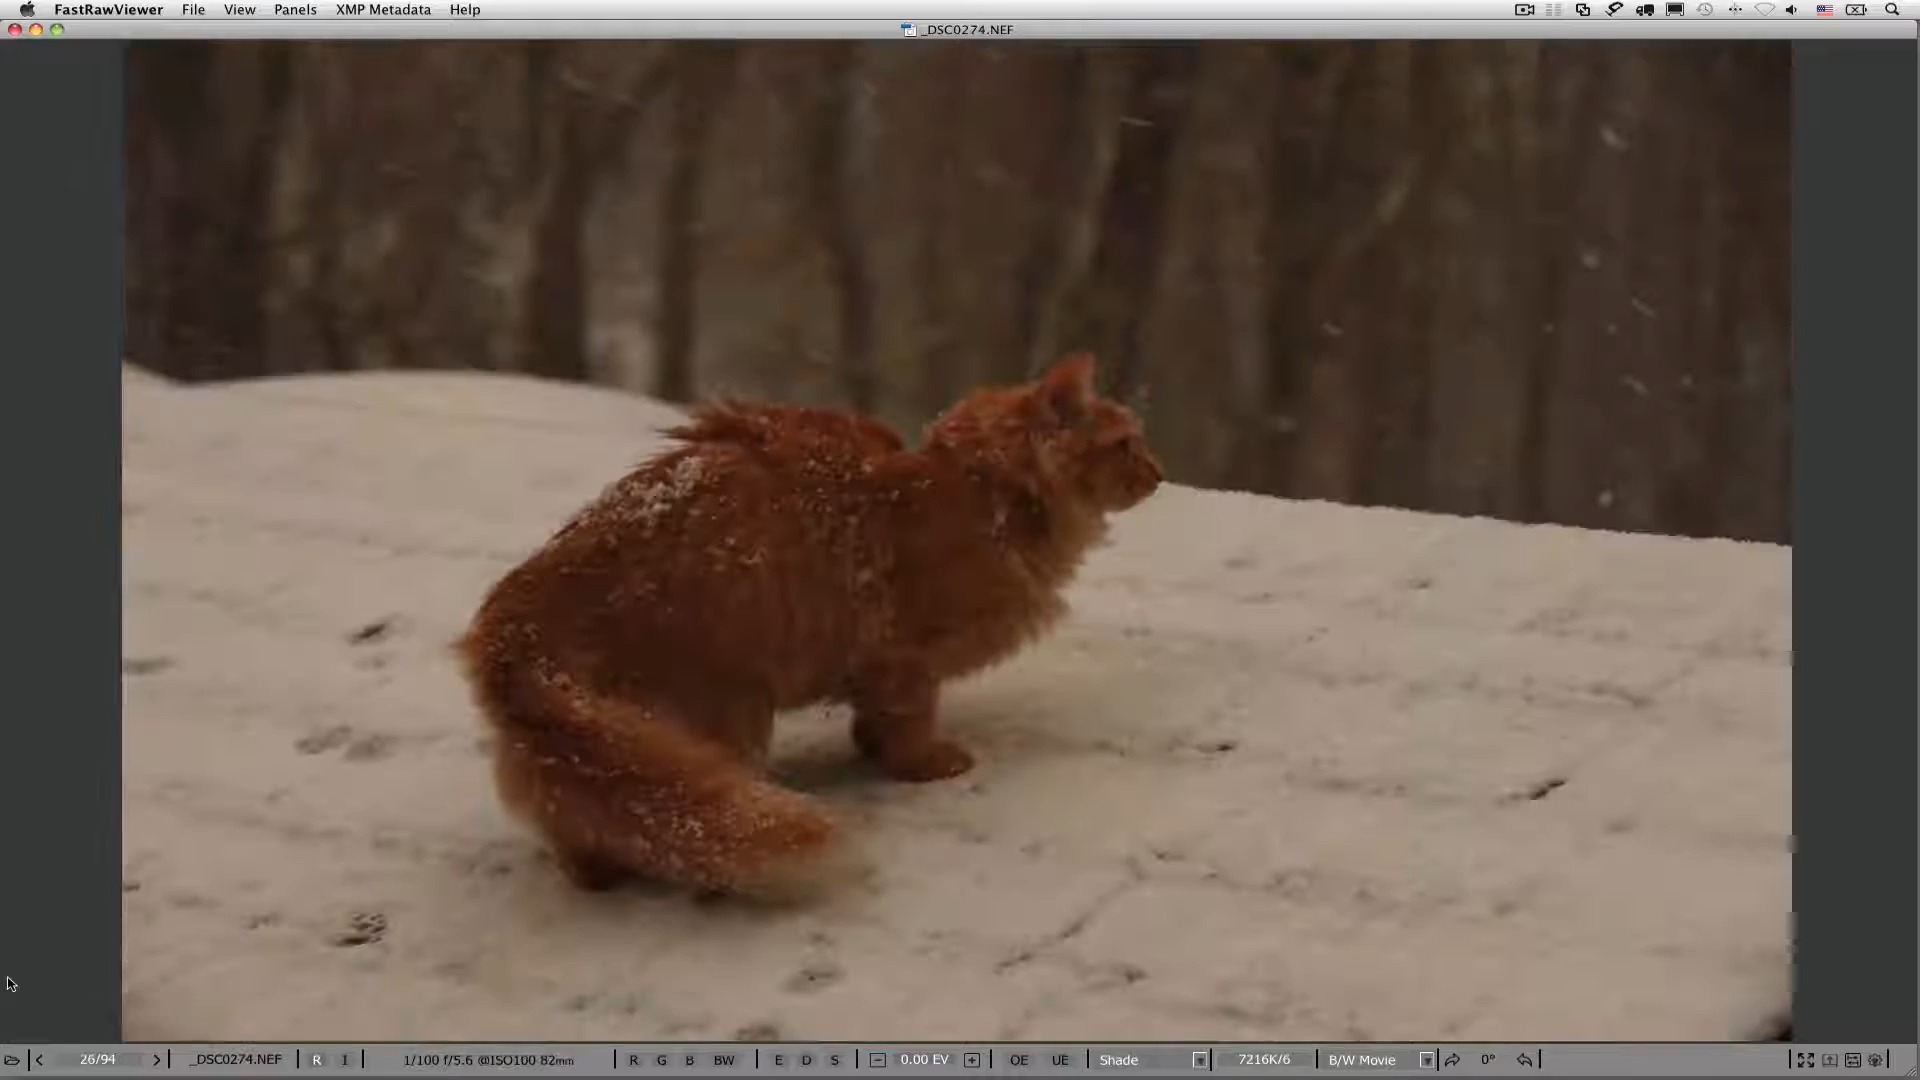 FastRawViewer File View Panels XMP Metadata Help
_DSC0274.NEF
26/94 _DSC0274.NEF R I 1/100 f/5.6 @ISO100 82mm R G B BW E D S 0.00 EV OE UE Shade 7216K/6 B/W Movie 0°